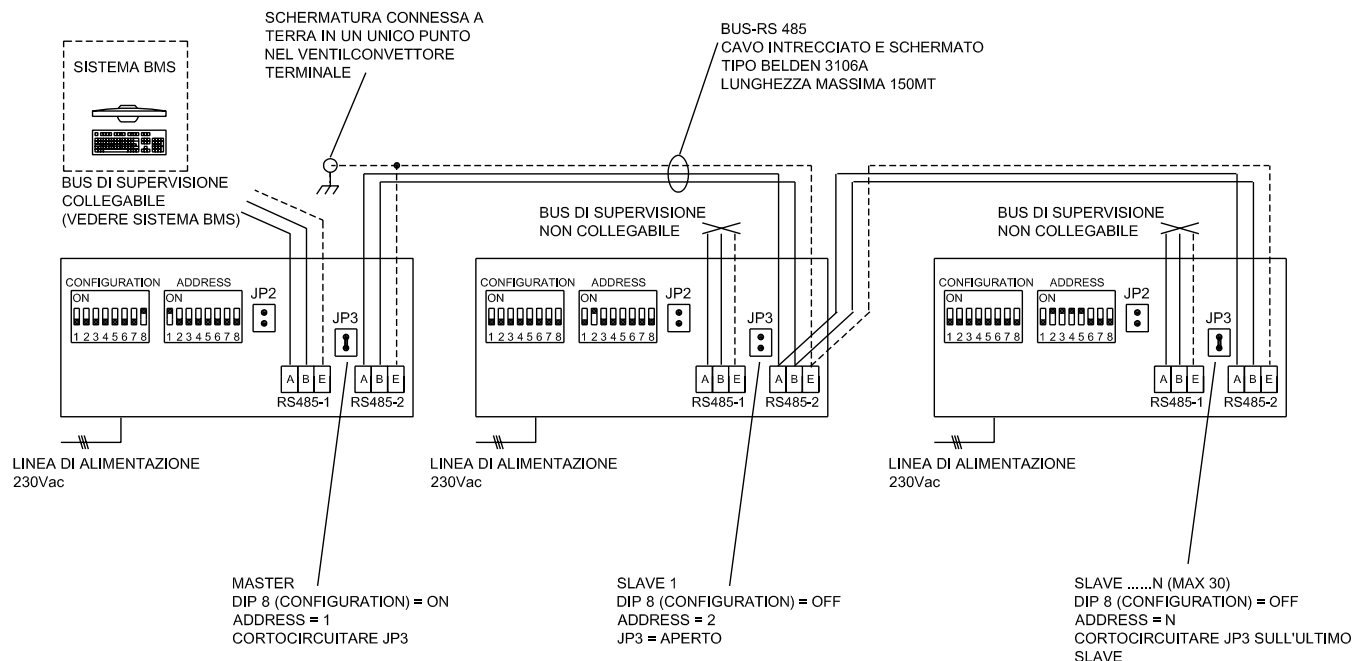 SCHERMATURA CONNESSA A
TERRA IN UN UNICO PUNTO
NEL VENTILCONVETTORE
TERMINALE
BUS-RS 485
CAVO INTRECCIATO E SCHERMATO
TIPO BELDEN 3106A
LUNGHEZZA MASSIMA 150MT
SISTEMA BMS
BUS DI SUPERVISIONE
COLLEGABILE
(VEDERE SISTEMA BMS)
BUS DI SUPERVISIONE
NON COLLEGABILE
BUS DI SUPERVISIONE
NON COLLEGABILE
CONFIGURATION ADDRESS
ON ON
JP2
JP3
1 2 3 4 5 6 7 8 1 2 3 4 5 6 7 8
A B E A B E
RS485-1 RS485-2
CONFIGURATION ADDRESS
ON ON
JP2
JP3
1 2 3 4 5 6 7 8 1 2 3 4 5 6 7 8
A B E A B E
RS485-1 RS485-2
CONFIGURATION ADDRESS
ON ON
JP2
JP3
1 2 3 4 5 6 7 8 1 2 3 4 5 6 7 8
A B E A B E
RS485-1 RS485-2
LINEA DI ALIMENTAZIONE
230Vac
LINEA DI ALIMENTAZIONE
230Vac
LINEA DI ALIMENTAZIONE
230Vac
MASTER
DIP 8 (CONFIGURATION) = ON
ADDRESS = 1
CORTOCIRCUITARE JP3
SLAVE 1
DIP 8 (CONFIGURATION) = OFF
ADDRESS = 2
JP3 = APERTO
SLAVE ......N (MAX 30)
DIP 8 (CONFIGURATION) = OFF
ADDRESS = N
CORTOCIRCUITARE JP3 SULL'ULTIMO
SLAVE